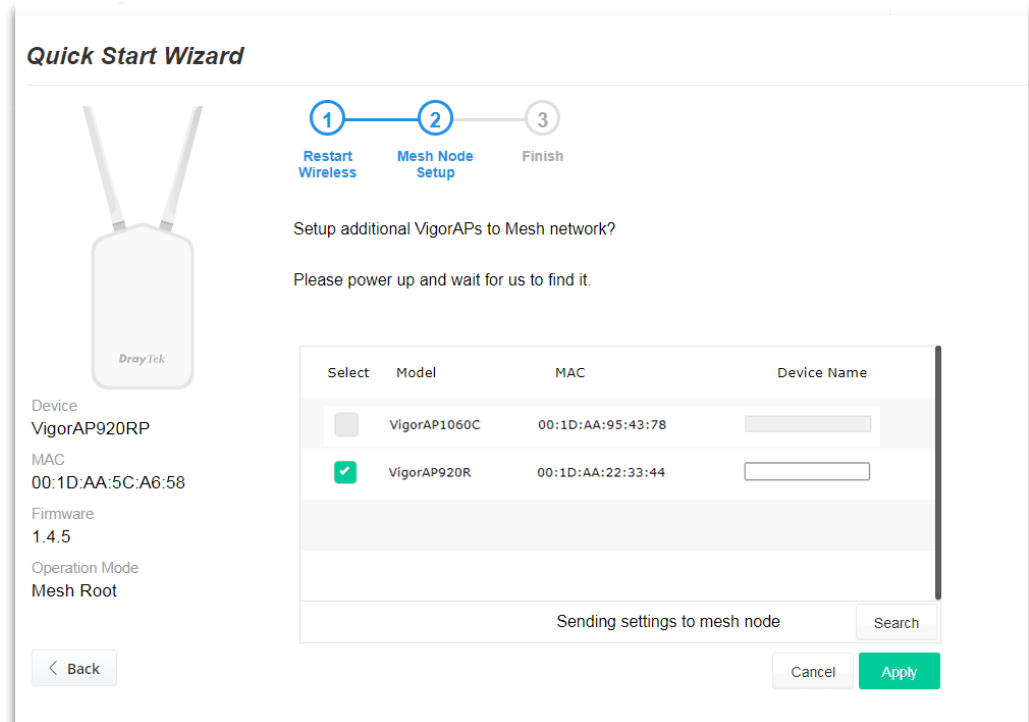 Quick Start Wizard
1 2 3
Restart Wireless
Mesh Node Setup
Finish
Setup additional VigorAPs to Mesh network?
Please power up and wait for us to find it.
DrayTek
Device
VigorAP920RP
MAC
00:1D:AA:5C:A6:58
Firmware
1.4.5
Operation Mode
Mesh Root
Select Model MAC Device Name
VigorAP1060C 00:1D:AA:95:43:78
VigorAP920R 00:1D:AA:22:33:44
Sending settings to mesh node Search
Back
Cancel Apply